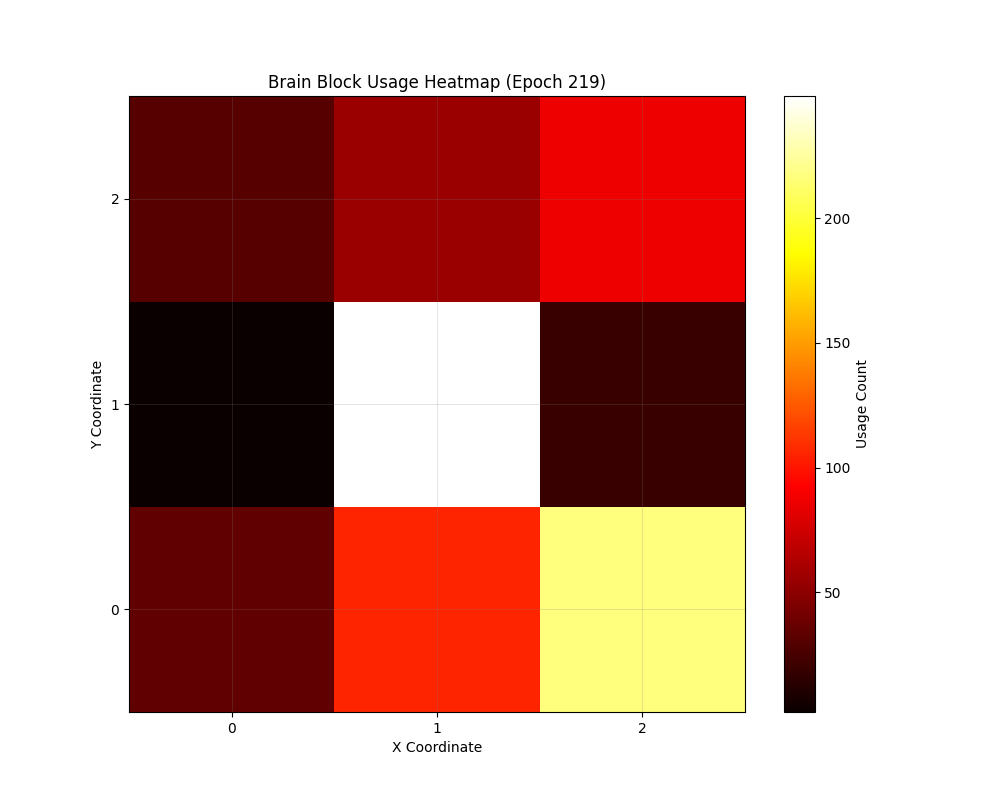 Brain Block Usage Heatmap (Epoch 219)
2
1
0
Y Coordinate
0
1
2
X Coordinate
200
150
100
50
Usage Count